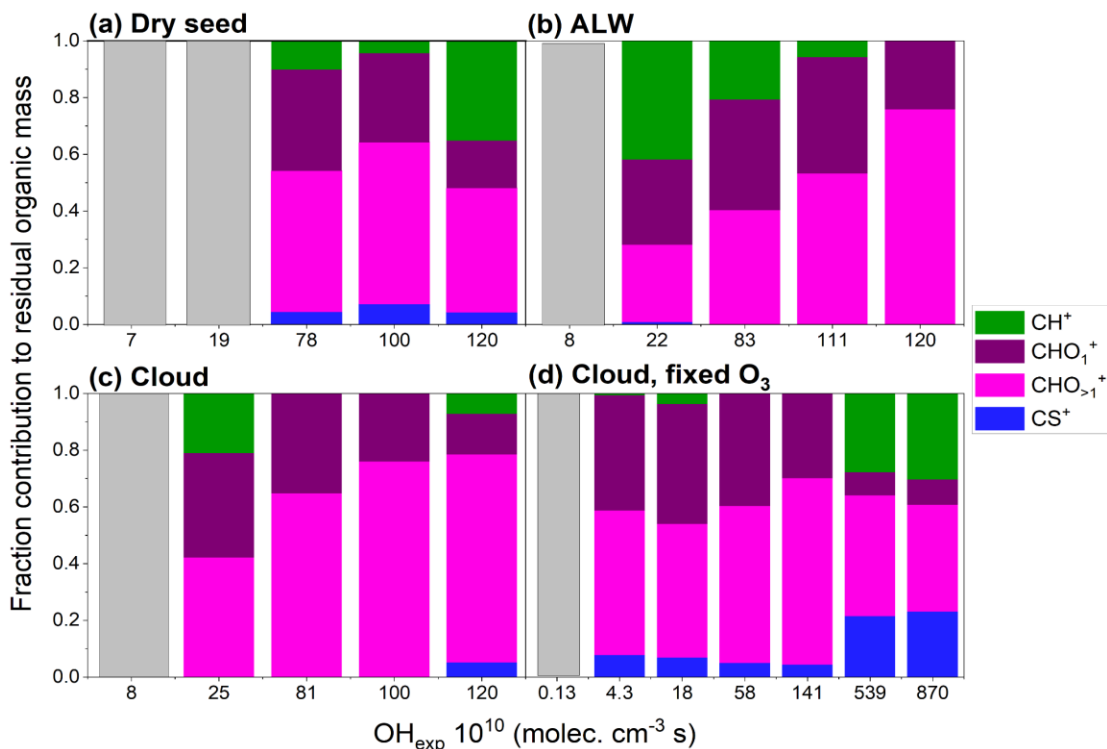 (a) Dry seed
(b) ALW
1.0
0.8
0.6
0.4
0.2
0.0
7 19 78 100 120
8 22 83 111 120
(c) Cloud
(d) Cloud, fixed O₃
1.0
0.8
0.6
0.4
0.2
0.0
8 25 81 100 120
0.13 4.3 18 58 141 539 870
Fraction contribution to residual organic mass
OHₑₓₚ 10¹⁰ (molec. cm⁻³ s)
CH⁺
CHO₁⁺
CHO>₁⁺
CS⁺